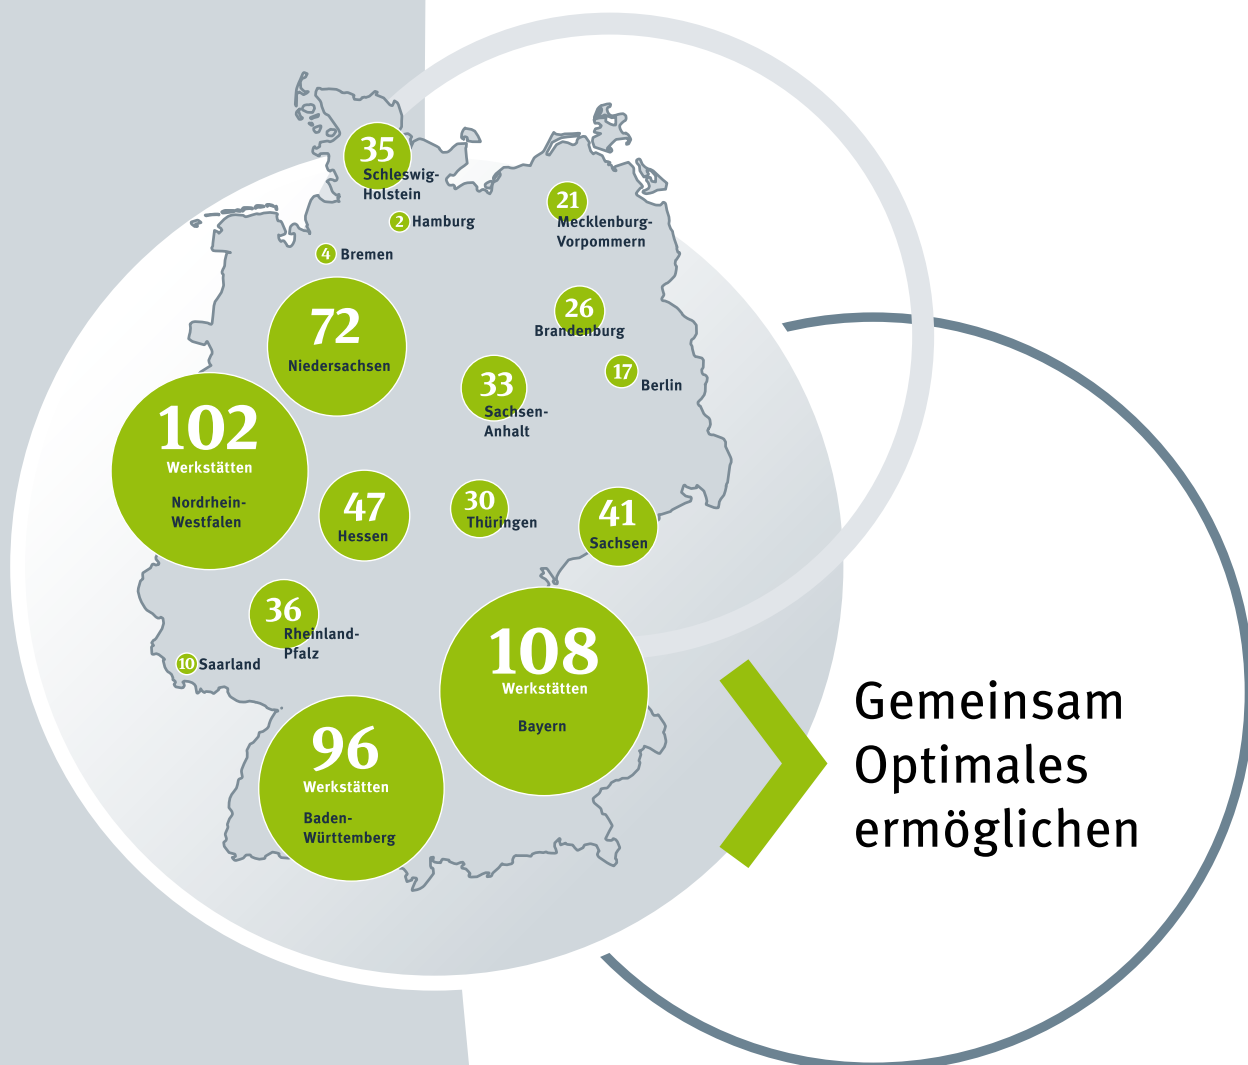 35
Schleswig-
Holstein
2 Hamburg
4 Bremen
21
Mecklenburg-
Vorpommern
72
Niedersachsen
26
Brandenburg
17
Berlin
33
Sachsen-
Anhalt
102
Werkstätten
Nordrhein-
Westfalen
47
Hessen
30
Thüringen
41
Sachsen
36
Rheinland-
Pfalz
10 Saarland
108
Werkstätten
Bayern
96
Werkstätten
Baden-
Württemberg
Gemeinsam
Optimales
ermöglichen